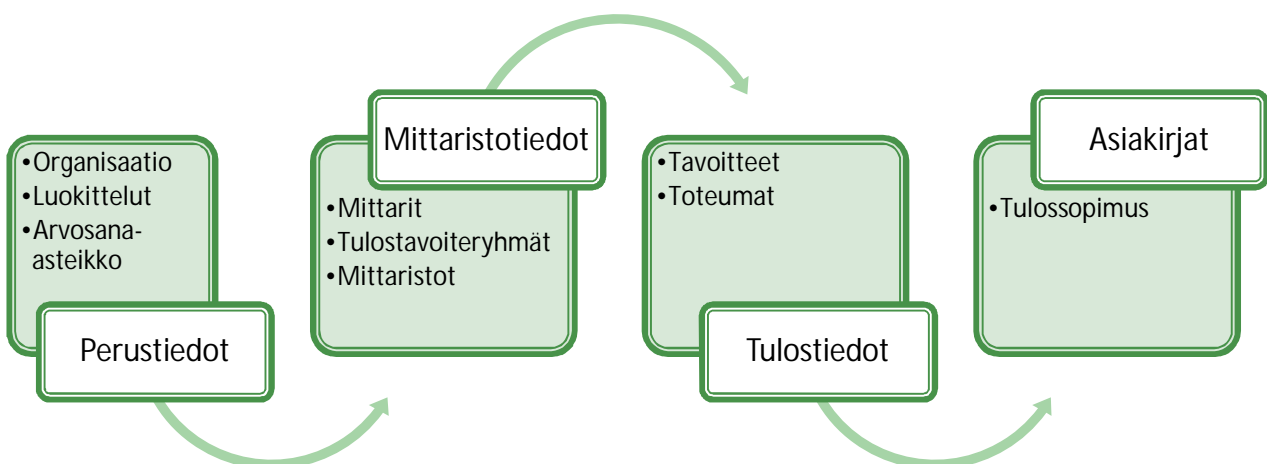 •Organisaatio
•Luokittelut
•Arvosana-
asteikko
Perustiedot
Mittaristotiedot
•Mittarit
•Tulostavoiteryhmät
•Mittaristot
•Tavoitteet
•Toteumat
Tulostiedot
Asiakirjat
•Tulossopimus